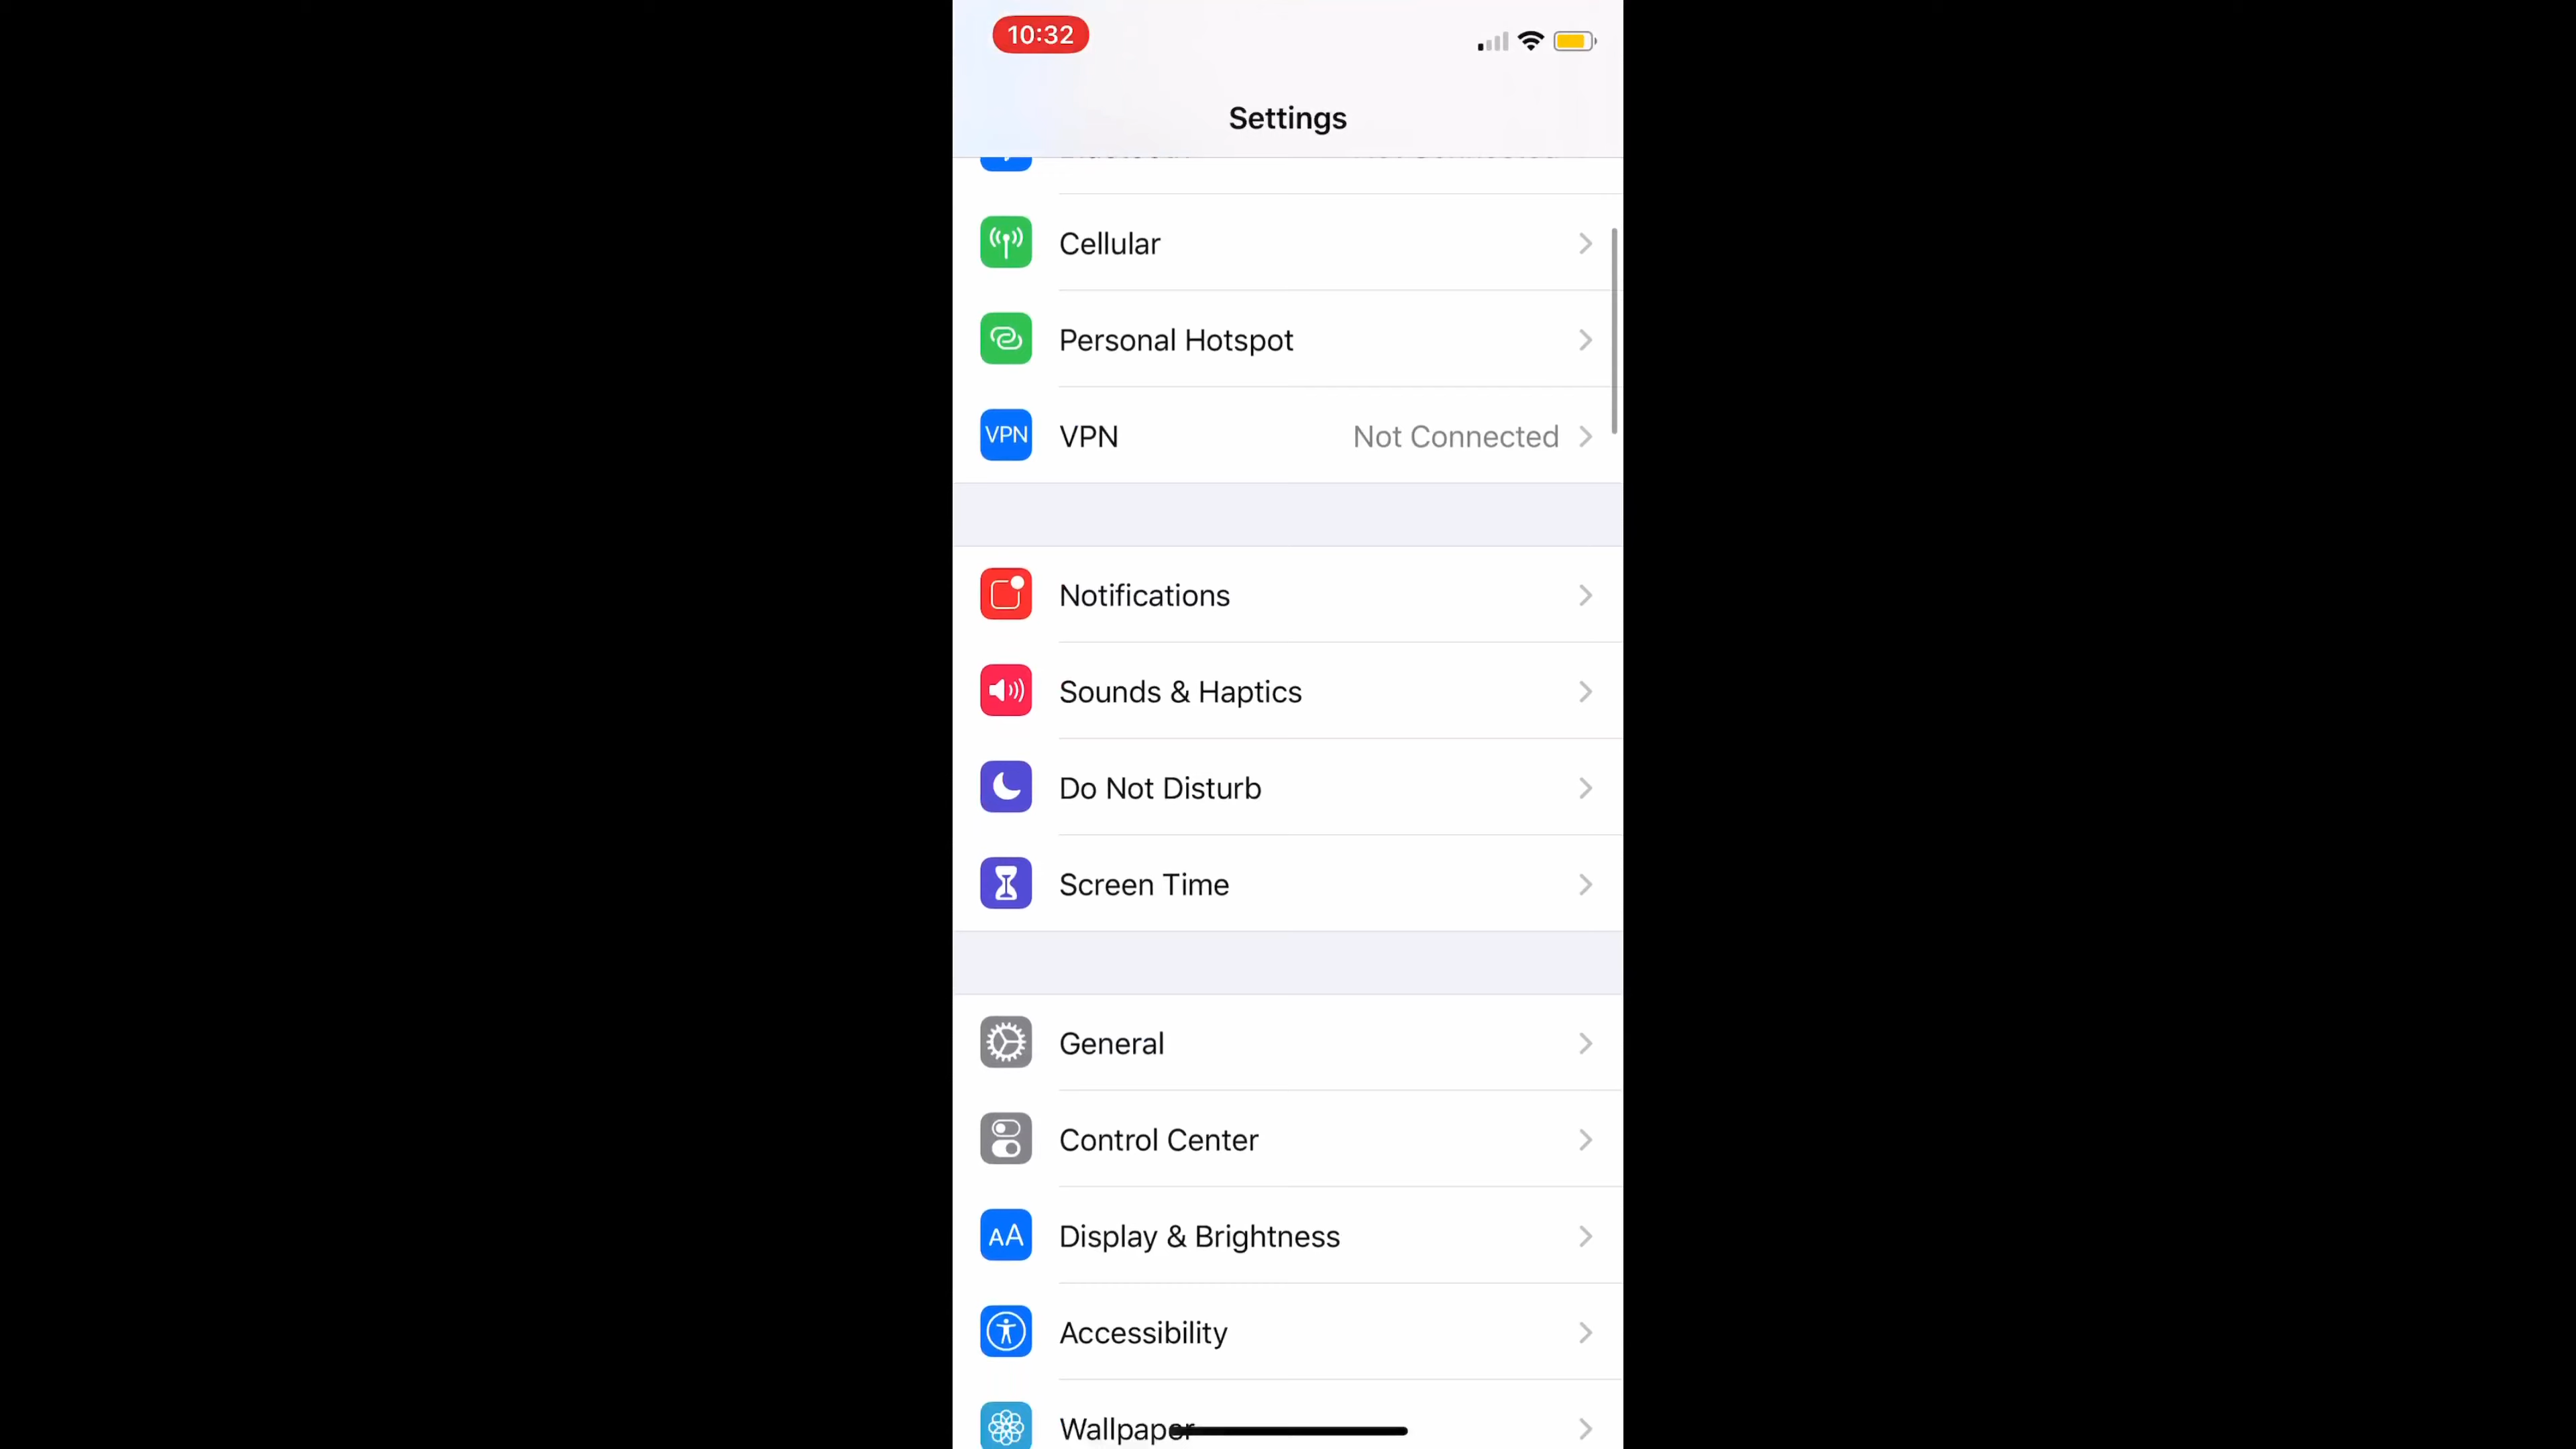 10:32
Settings
Cellular
Personal Hotspot
VPN VPN Not Connected
Notifications
Sounds & Haptics
Do Not Disturb
Screen Time
General
Control Center
AA Display & Brightness
Accessibility
Wallpaper